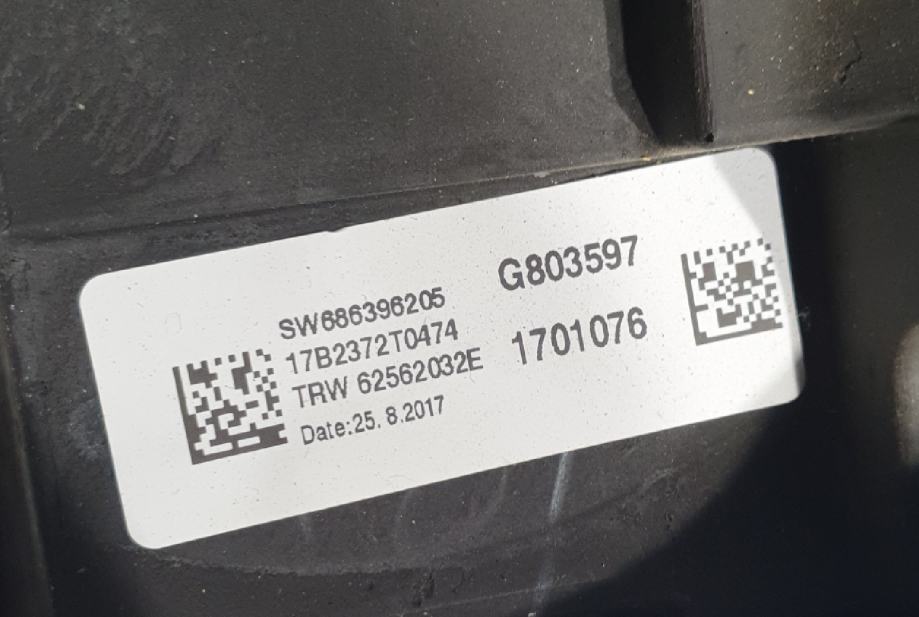 SW686396205
17B2372T0474
TRW 62562032E
Date:25. 8.2017
G803597
1701076